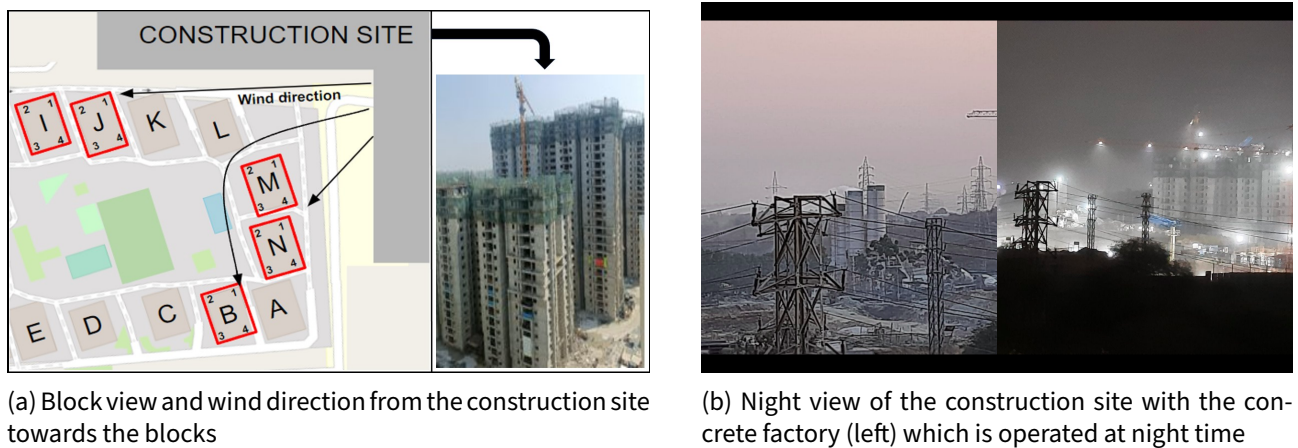 CONSTRUCTION SITE
Wind direction
2 1
I
3 4
2 1
J
3 4
K
L
2 1
M
3 4
2 1
N
3 4
E
D
C
2 1
B
3 4
A
(a) Block view and wind direction from the construction site
towards the blocks
(b) Night view of the construction site with the con-
crete factory (left) which is operated at night time